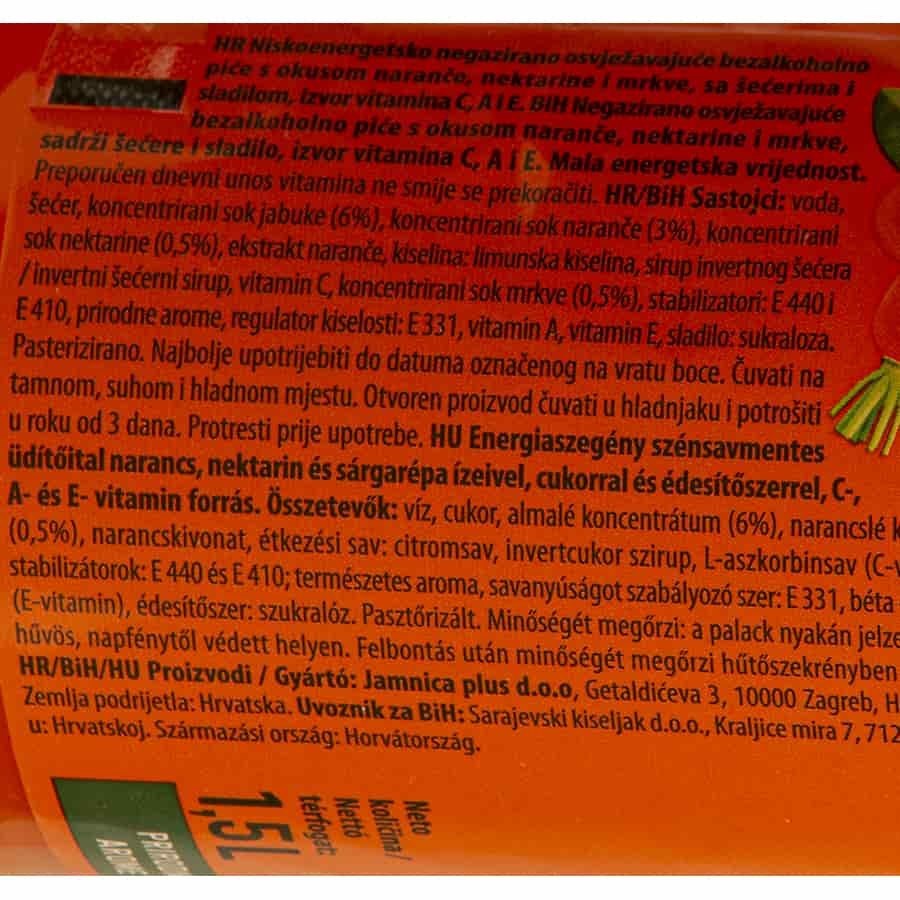 HR Niskoenergetsko negazirano osvježavajuće bezalkoholno
piće s okusom naranče, nektarine i mrkve, sa šećerima i
sladilom, izvor vitamina C, A i E. BiH Negazirano osvježavajuće
bezalkoholno piće s okusom naranče, nektarine i mrkve,
sadrži šećere i sladilo, izvor vitamina C, A i E. Mala energetska vrijednost.
Preporučen dnevni unos vitamina ne smije se prekoračiti. HR/BiH Sastojci: voda,
šećer, koncentrirani sok jabuke (6%), koncentrirani sok naranče (3%), koncentrirani
sok nektarine (0,5%), ekstrakt naranče, kiselina: limunska kiselina, sirup invertnog šećera
/ invertni šećerni sirup, vitamin C, koncentrirani sok mrkve (0,5%), stabilizatori: E 440 i
E 410, prirodne arome, regulator kiselosti: E 331, vitamin A, vitamin E, sladilo: sukraloza.
Pasterizirano. Najbolje upotrijebiti do datuma označenog na vratu boce. Čuvati na
tamnom, suhom i hladnom mjestu. Otvoren proizvod čuvati u hladnjaku i potrošiti
u roku od 3 dana. Protresti prije upotrebe. HU Energiaszegény szénsavmentes
üdítőital narancs, nektarin és sárgarépa ízeivel, cukorral és édesítőszerrel, C-,
A- és E- vitamin forrás. Összetevők: víz, cukor, almalé koncentrátum (6%), narancslé k
(0,5%), narancskivonat, étkezési sav: citromsav, invertcukor szirup, L-aszkorbinsav (C-v
stabilizátorok: E 440 és E 410; természetes aroma, savanyúságot szabályozó szer: E 331, béta
(E-vitamin), édesítőszer: szukralóz. Pasztőrizált. Minőségét megőrzi: a palack nyakán jelze
hűvös, napfénytől védett helyen. Felbontás után minőségét megőrzi hűtőszekrényben
HR/BiH/HU Proizvodi / Gyártó: Jamnica plus d.o.o, Getaldićeva 3, 10000 Zagreb, H
Zemlja podrijetla: Hrvatska. Uvoznik za BiH: Sarajevski kiseljak d.o.o., Kraljice mira 7, 712
u: Hrvatskoj. Származási ország: Horvátország.
Neto
količina /
Nettó
térfogat:
1,5 L
PRIROD
AROME